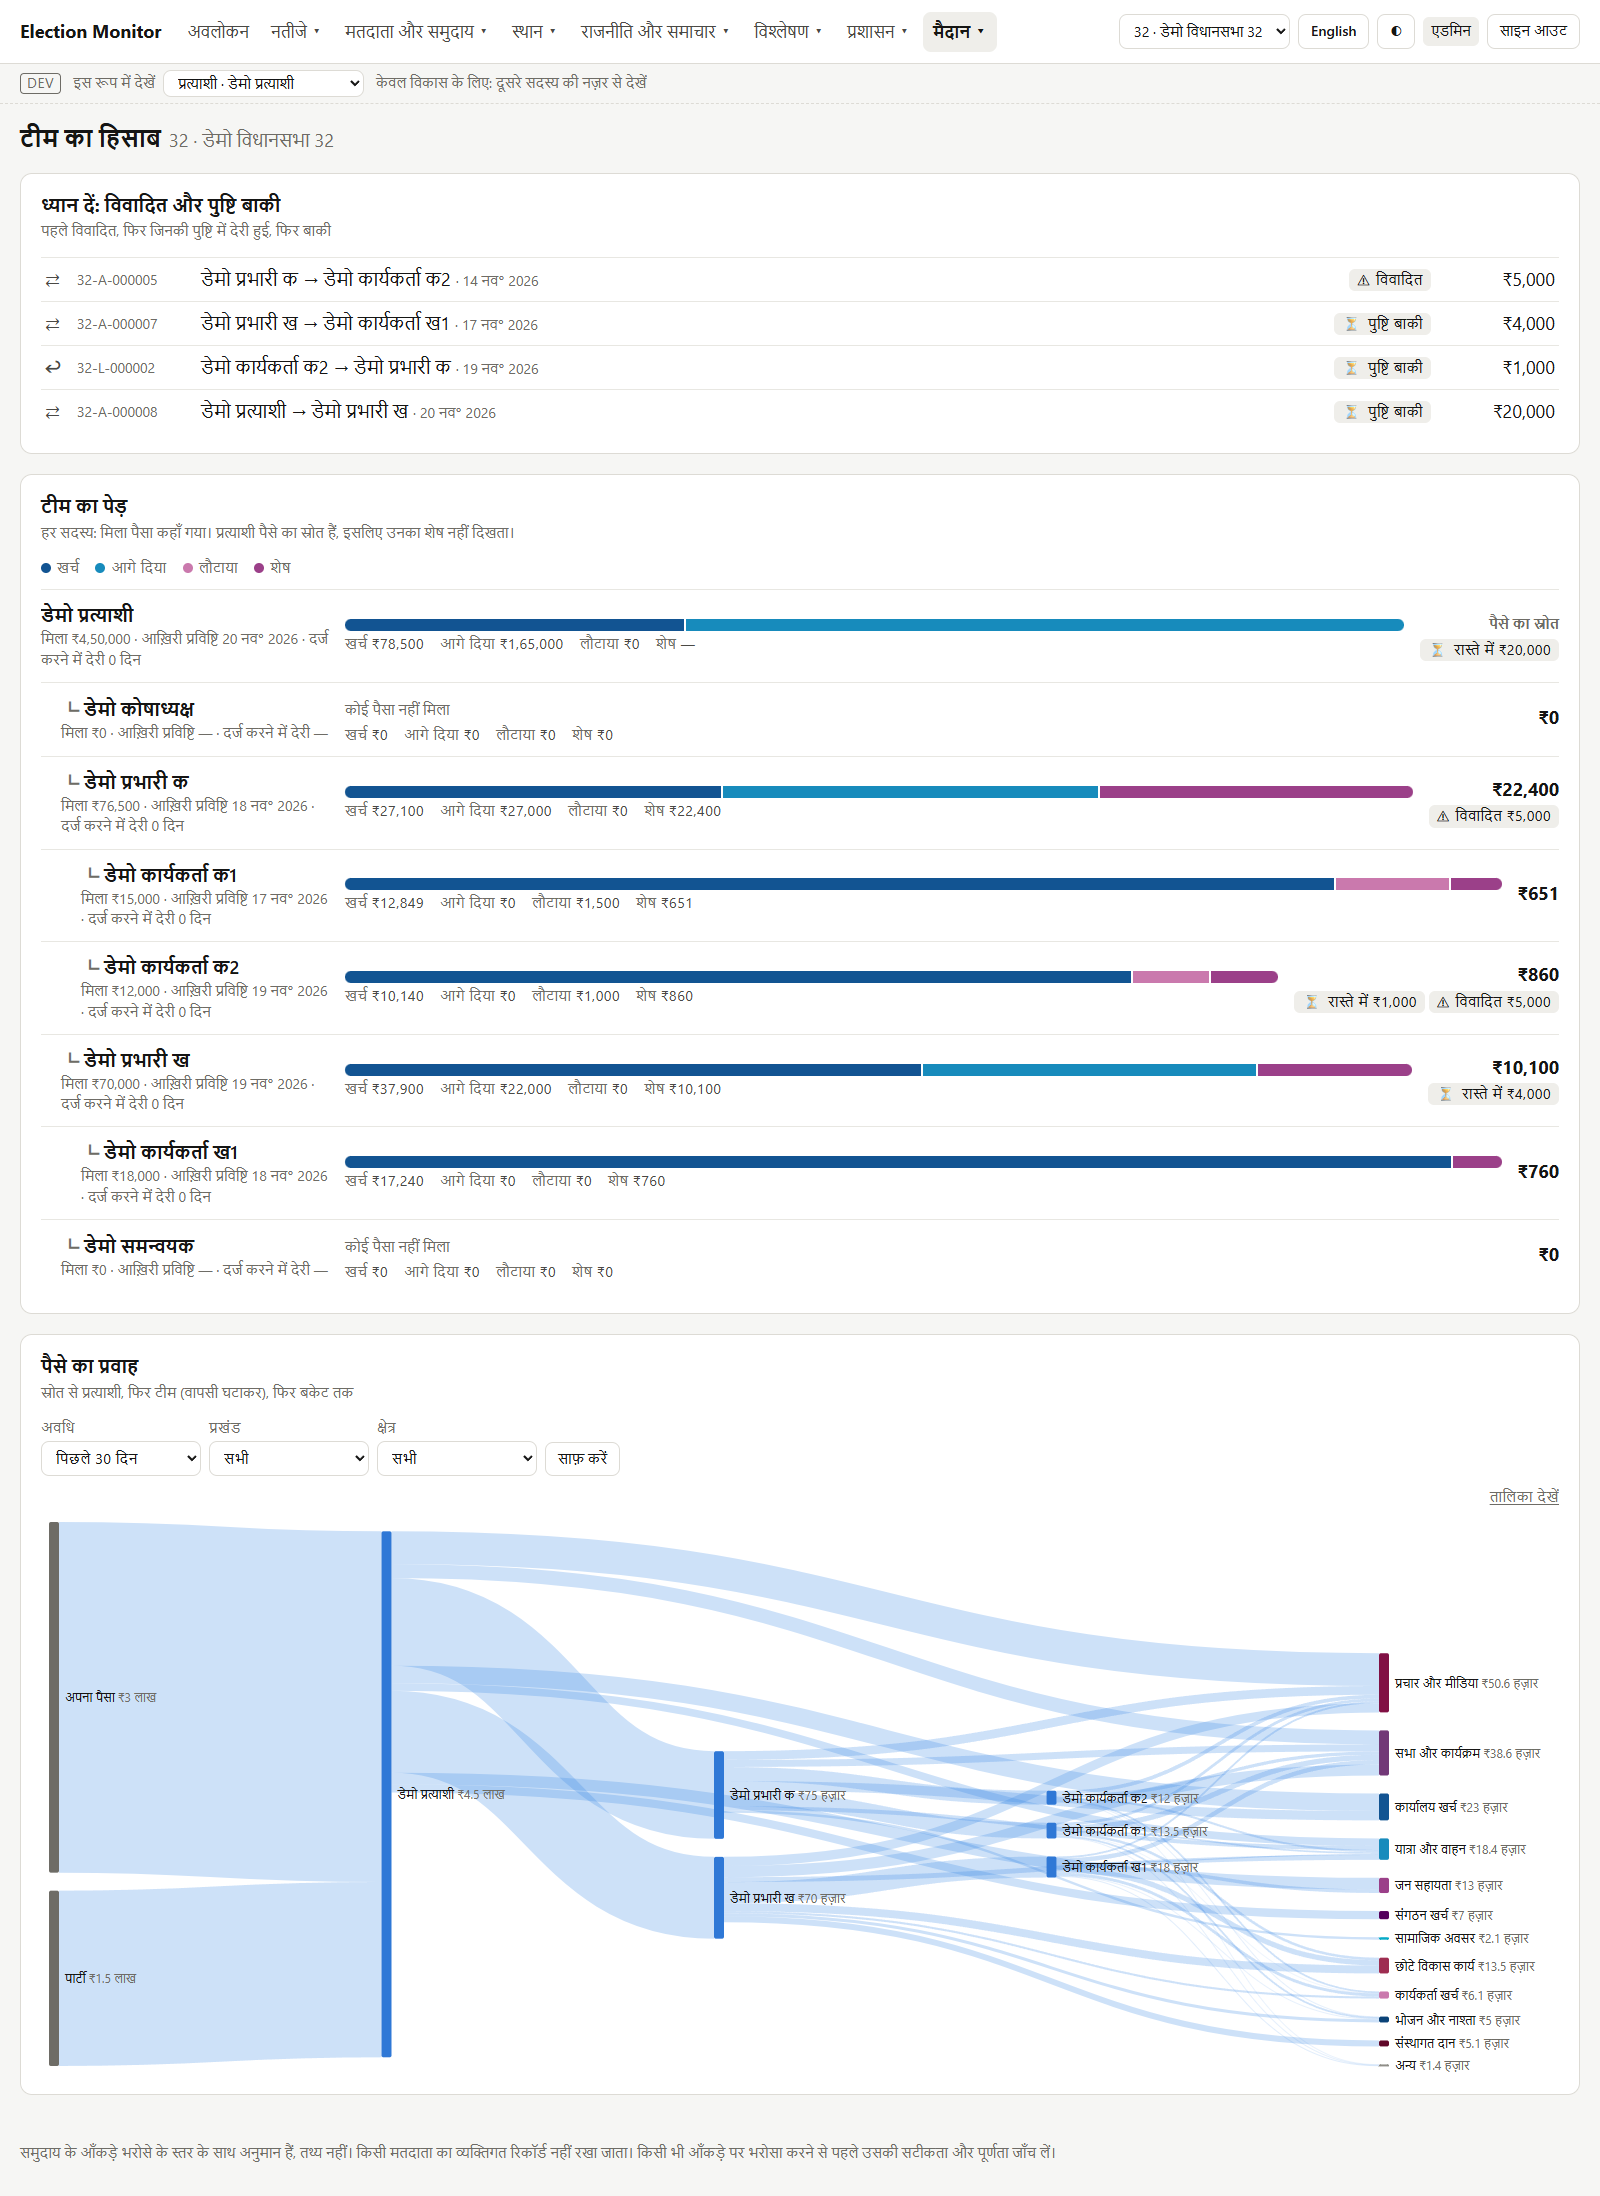 Election Monitor अवलोकन नतीजे ▾ मतदाता और समुदाय ▾ स्थान ▾ राजनीति और समाचार ▾ विश्लेषण ▾ प्रशासन ▾ मैदान ▾ 32 · डेमो विधानसभा 32 English एडमिन साइन आउट
DEV इस रूप में देखें प्रत्याशी · डेमो प्रत्याशी केवल विकास के लिए: दूसरे सदस्य की नज़र से देखें
टीम का हिसाब 32 · डेमो विधानसभा 32
ध्यान दें: विवादित और पुष्टि बाकी
पहले विवादित, फिर जिनकी पुष्टि में देरी हुई, फिर बाकी
⇄ 32-A-000005 डेमो प्रभारी क → डेमो कार्यकर्ता क2 · 14 नव॰ 2026 ⚠ विवादित ₹5,000
⇄ 32-A-000007 डेमो प्रभारी ख → डेमो कार्यकर्ता ख1 · 17 नव॰ 2026 ⏳ पुष्टि बाकी ₹4,000
↩ 32-L-000002 डेमो कार्यकर्ता क2 → डेमो प्रभारी क · 19 नव॰ 2026 ⏳ पुष्टि बाकी ₹1,000
⇄ 32-A-000008 डेमो प्रत्याशी → डेमो प्रभारी ख · 20 नव॰ 2026 ⏳ पुष्टि बाकी ₹20,000
टीम का पेड़
हर सदस्य: मिला पैसा कहाँ गया। प्रत्याशी पैसे का स्रोत हैं, इसलिए उनका शेष नहीं दिखता।
खर्च आगे दिया लौटाया शेष
डेमो प्रत्याशी
मिला ₹4,50,000 · आख़िरी प्रविष्टि 20 नव॰ 2026 · दर्ज
करने में देरी 0 दिन
खर्च ₹78,500 आगे दिया ₹1,65,000 लौटाया ₹0 शेष —
पैसे का स्रोत
⏳ रास्ते में ₹20,000
└ डेमो कोषाध्यक्ष
मिला ₹0 · आख़िरी प्रविष्टि — · दर्ज करने में देरी —
कोई पैसा नहीं मिला
खर्च ₹0 आगे दिया ₹0 लौटाया ₹0 शेष ₹0
₹0
└ डेमो प्रभारी क
मिला ₹76,500 · आख़िरी प्रविष्टि 18 नव॰ 2026 ·
दर्ज करने में देरी 0 दिन
खर्च ₹27,100 आगे दिया ₹27,000 लौटाया ₹0 शेष ₹22,400
₹22,400
⚠ विवादित ₹5,000
└ डेमो कार्यकर्ता क1
मिला ₹15,000 · आख़िरी प्रविष्टि 17 नव॰ 2026
· दर्ज करने में देरी 0 दिन
खर्च ₹12,849 आगे दिया ₹0 लौटाया ₹1,500 शेष ₹651
₹651
└ डेमो कार्यकर्ता क2
मिला ₹12,000 · आख़िरी प्रविष्टि 19 नव॰ 2026
· दर्ज करने में देरी 0 दिन
खर्च ₹10,140 आगे दिया ₹0 लौटाया ₹1,000 शेष ₹860
₹860
⏳ रास्ते में ₹1,000 ⚠ विवादित ₹5,000
└ डेमो प्रभारी ख
मिला ₹70,000 · आख़िरी प्रविष्टि 19 नव॰ 2026 ·
दर्ज करने में देरी 0 दिन
खर्च ₹37,900 आगे दिया ₹22,000 लौटाया ₹0 शेष ₹10,100
₹10,100
⏳ रास्ते में ₹4,000
└ डेमो कार्यकर्ता ख1
मिला ₹18,000 · आख़िरी प्रविष्टि 18 नव॰ 2026
· दर्ज करने में देरी 0 दिन
खर्च ₹17,240 आगे दिया ₹0 लौटाया ₹0 शेष ₹760
₹760
└ डेमो समन्वयक
मिला ₹0 · आख़िरी प्रविष्टि — · दर्ज करने में देरी —
कोई पैसा नहीं मिला
खर्च ₹0 आगे दिया ₹0 लौटाया ₹0 शेष ₹0
₹0
पैसे का प्रवाह
स्रोत से प्रत्याशी, फिर टीम (वापसी घटाकर), फिर बकेट तक
अवधि प्रखंड क्षेत्र
पिछले 30 दिन सभी सभी साफ़ करें
तालिका देखें
अपना पैसा ₹3 लाख
पार्टी ₹1.5 लाख
डेमो प्रत्याशी ₹4.5 लाख
डेमो प्रभारी क ₹75 हज़ार
डेमो प्रभारी ख ₹70 हज़ार
डेमो कार्यकर्ता क2 ₹12 हज़ार
डेमो कार्यकर्ता क1 ₹13.5 हज़ार
डेमो कार्यकर्ता ख1 ₹18 हज़ार
प्रचार और मीडिया ₹50.6 हज़ार
सभा और कार्यक्रम ₹38.6 हज़ार
कार्यालय खर्च ₹23 हज़ार
यात्रा और वाहन ₹18.4 हज़ार
जन सहायता ₹13 हज़ार
संगठन खर्च ₹7 हज़ार
सामाजिक अवसर ₹2.1 हज़ार
छोटे विकास कार्य ₹13.5 हज़ार
कार्यकर्ता खर्च ₹6.1 हज़ार
भोजन और नाश्ता ₹5 हज़ार
संस्थागत दान ₹5.1 हज़ार
अन्य ₹1.4 हज़ार
समुदाय के आँकड़े भरोसे के स्तर के साथ अनुमान हैं, तथ्य नहीं। किसी मतदाता का व्यक्तिगत रिकॉर्ड नहीं रखा जाता। किसी भी आँकड़े पर भरोसा करने से पहले उसकी सटीकता और पूर्णता जाँच लें।